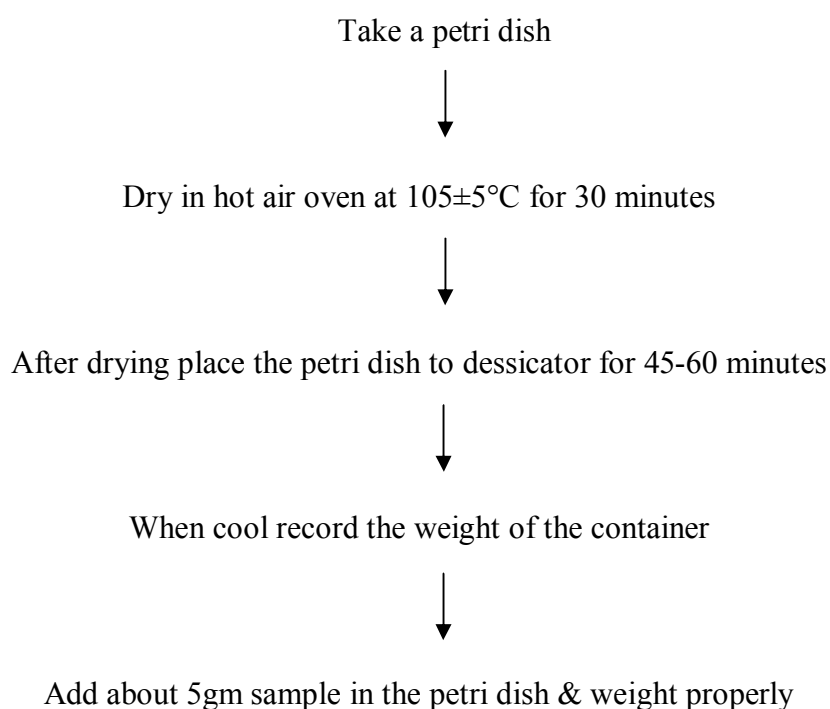 Take a petri dish
Dry in hot air oven at 105±5°C for 30 minutes
After drying place the petri dish to dessicator for 45-60 minutes
When cool record the weight of the container
Add about 5gm sample in the petri dish & weight properly